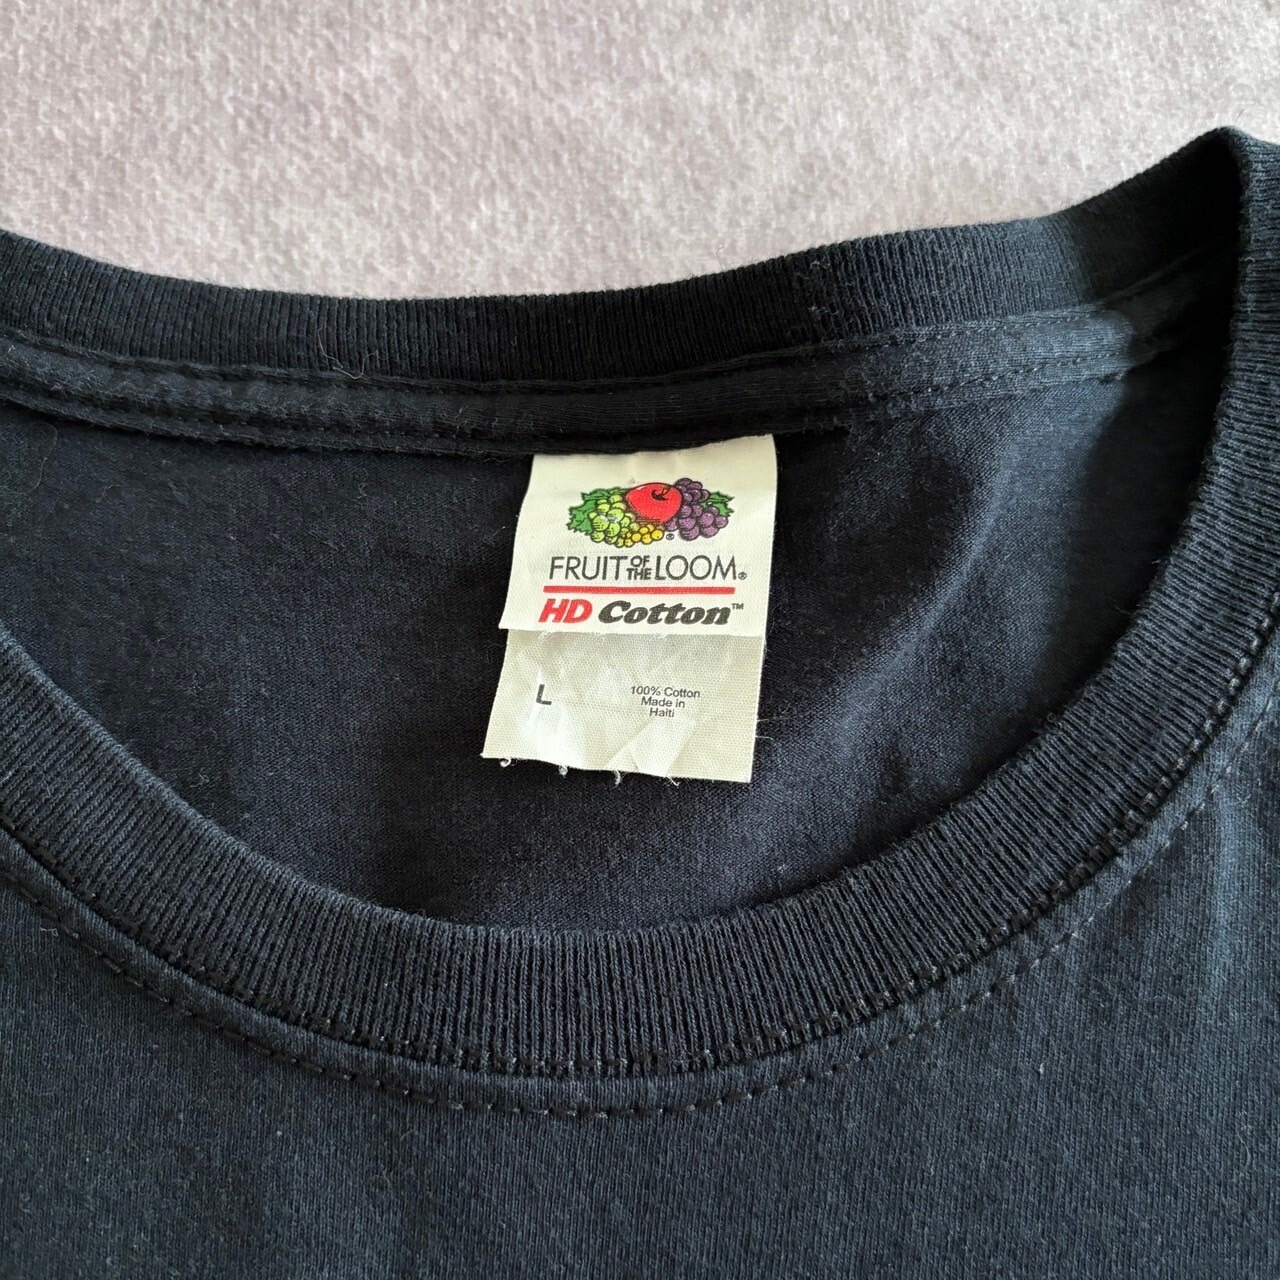 FRUIT OF THE LOOM®
HD Cotton™
L
100% Cotton
Made in
Haiti